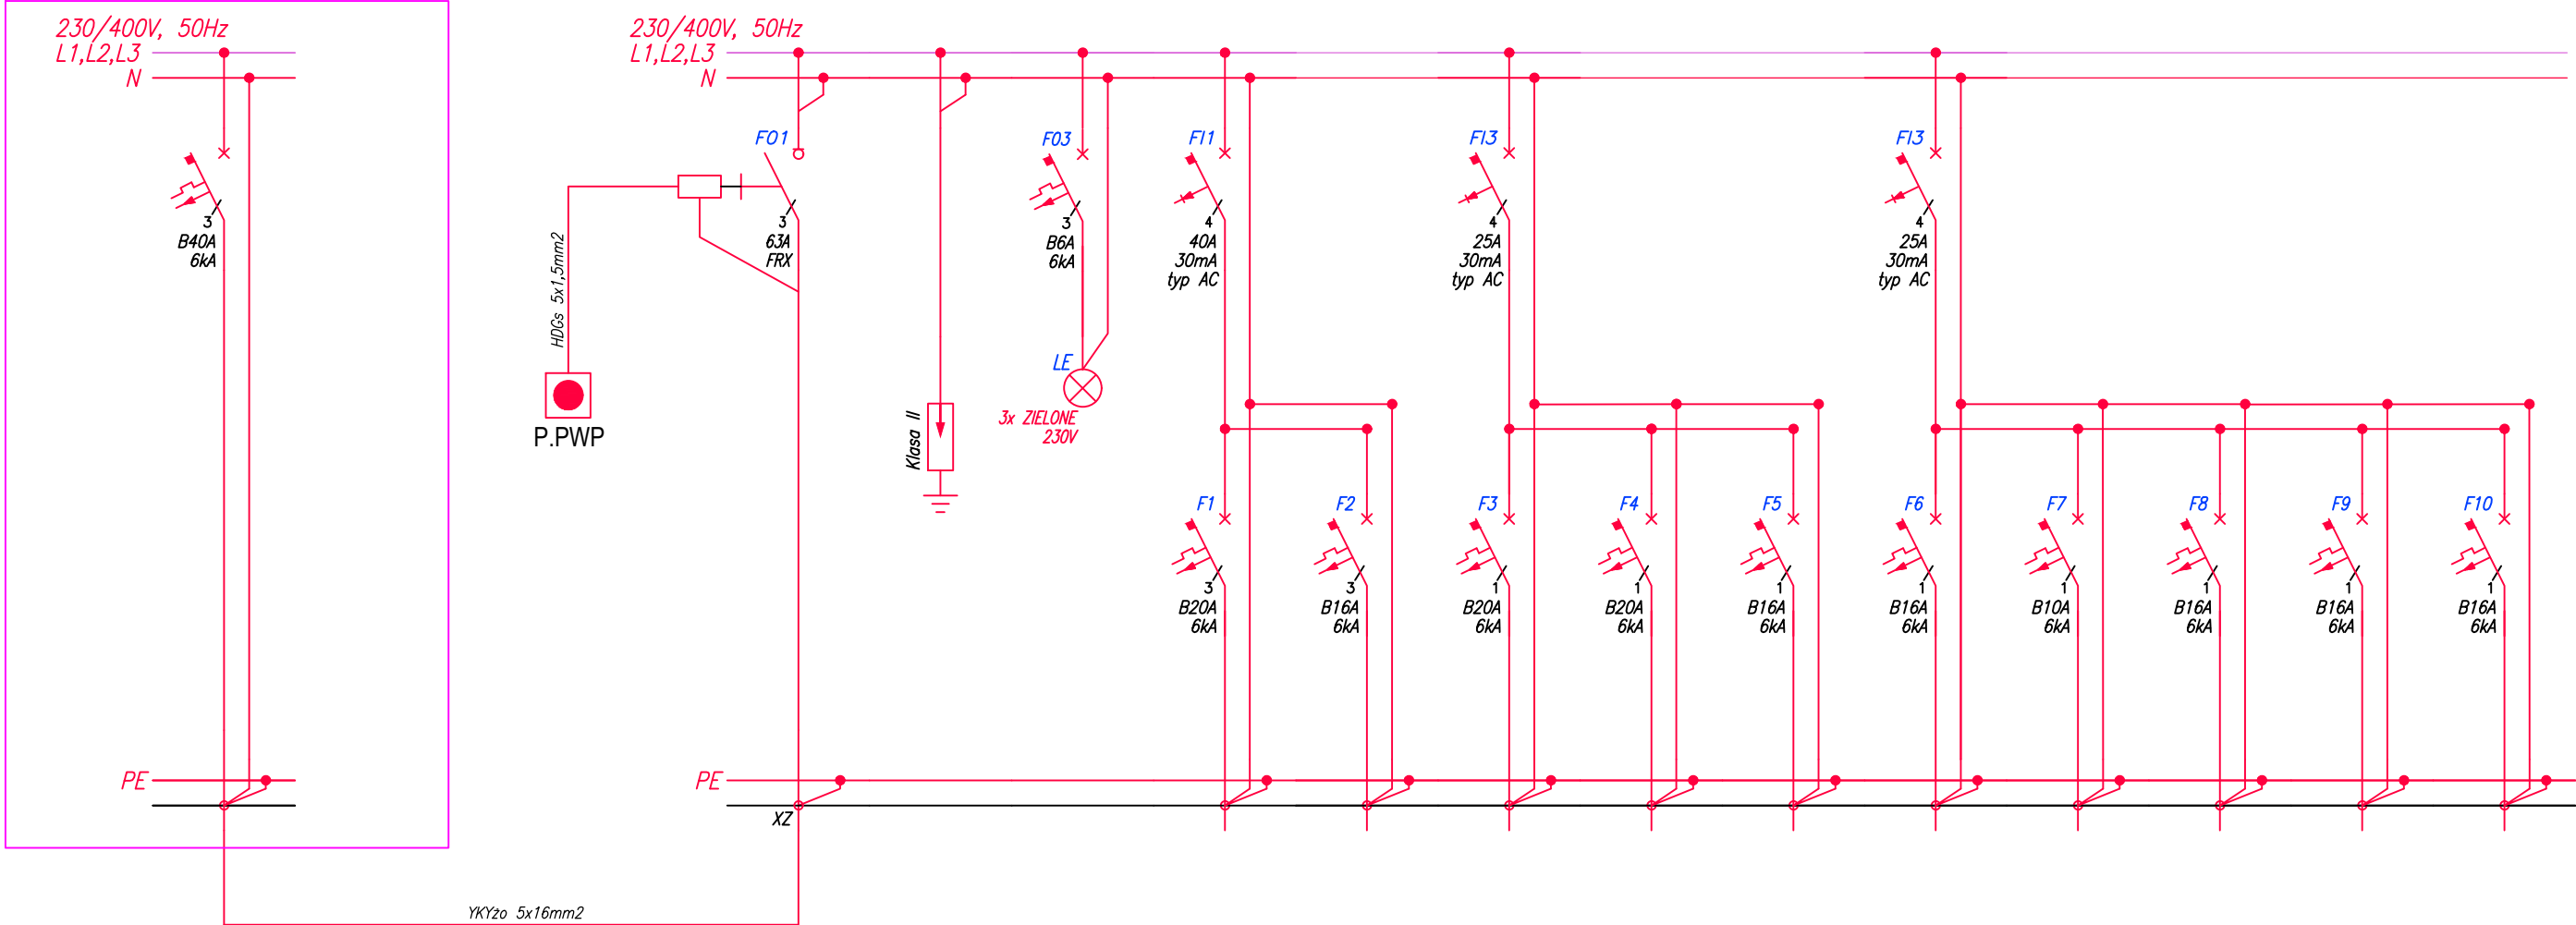 230/400V, 50Hz
L1,L2,L3
N
3
B40A
6kA
PE
230/400V, 50Hz
L1,L2,L3
N
FO1
3
63A
FRX
HDGs 5x1,5mm2
P.PWP
Klasa II
F03
3
B6A
6kA
LE
3x ZIELONE
230V
FI1
4
40A
30mA
typ AC
FI3
4
25A
30mA
typ AC
FI3
4
25A
30mA
typ AC
F1
3
B20A
6kA
F2
3
B16A
6kA
F3
1
B20A
6kA
F4
1
B20A
6kA
F5
1
B16A
6kA
F6
1
B16A
6kA
F7
1
B10A
6kA
F8
1
B16A
6kA
F9
1
B16A
6kA
F10
1
B16A
6kA
PE
XZ
YKYżo 5x16mm2